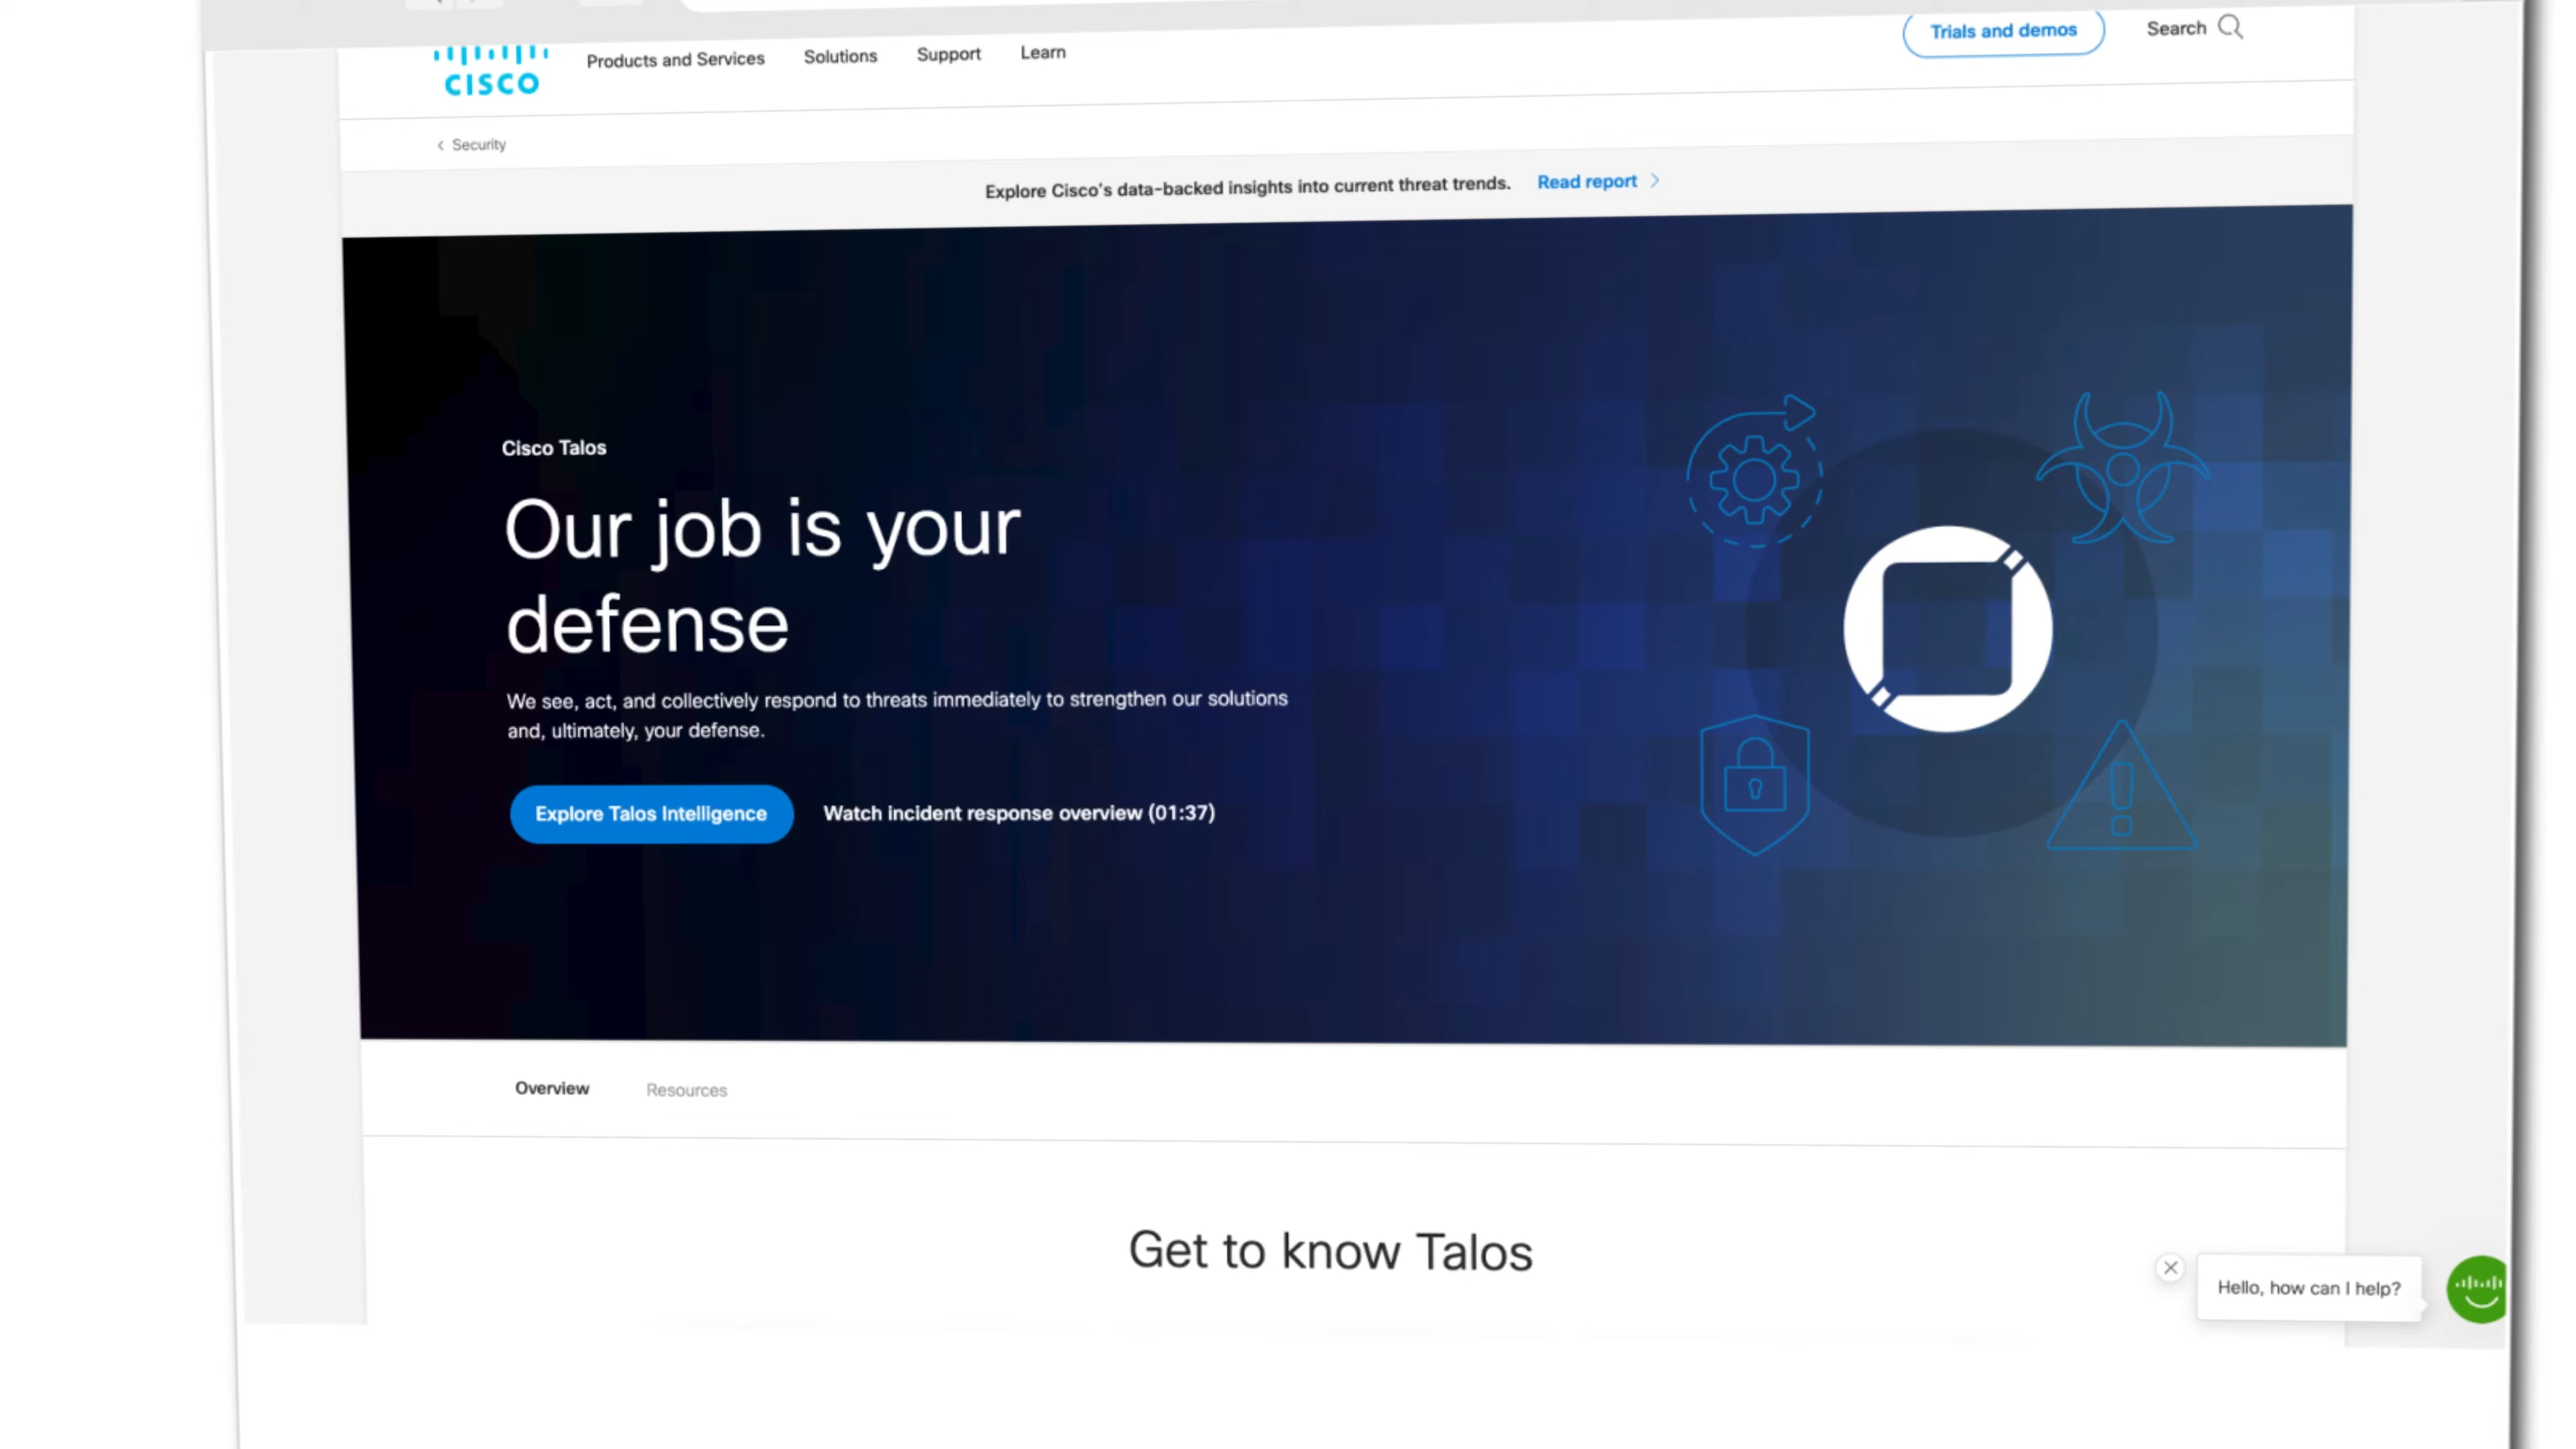 CISCO
Products and Services
Solutions
Support
Learn
Trials and demos
Search
Security
Explore Cisco's data-backed insights into current threat trends.
Read report
Cisco Talos
Our job is your
defense
We see, act, and collectively respond to threats immediately to strengthen our solutions
and, ultimately, your defense.
Explore Talos Intelligence
Watch incident response overview (01:37)
Overview
Resources
Get to know Talos
Hello, how can I help?